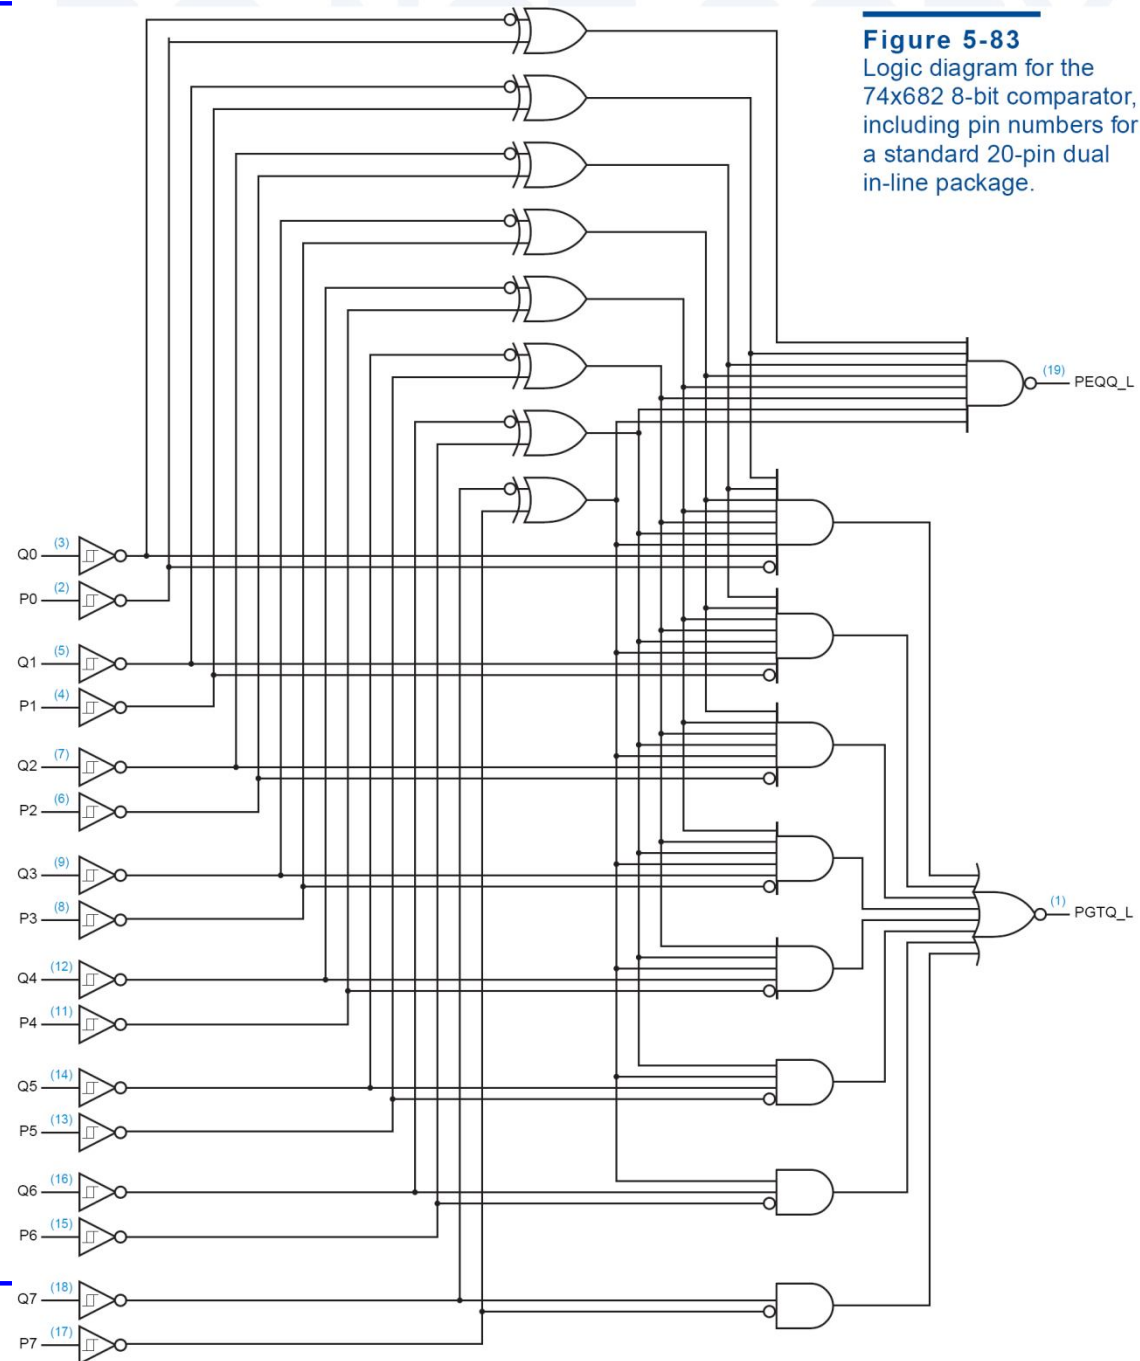 Figure 5-83
Logic diagram for the
74x682 8-bit comparator,
including pin numbers for
a standard 20-pin dual
in-line package.
(19)
PEQQ_L
Q0 (3)
P0 (2)
Q1 (5)
P1 (4)
Q2 (7)
P2 (6)
Q3 (9)
P3 (8)
(1)
PGTQ_L
Q4 (12)
P4 (11)
Q5 (14)
P5 (13)
Q6 (16)
P6 (15)
Q7 (18)
P7 (17)